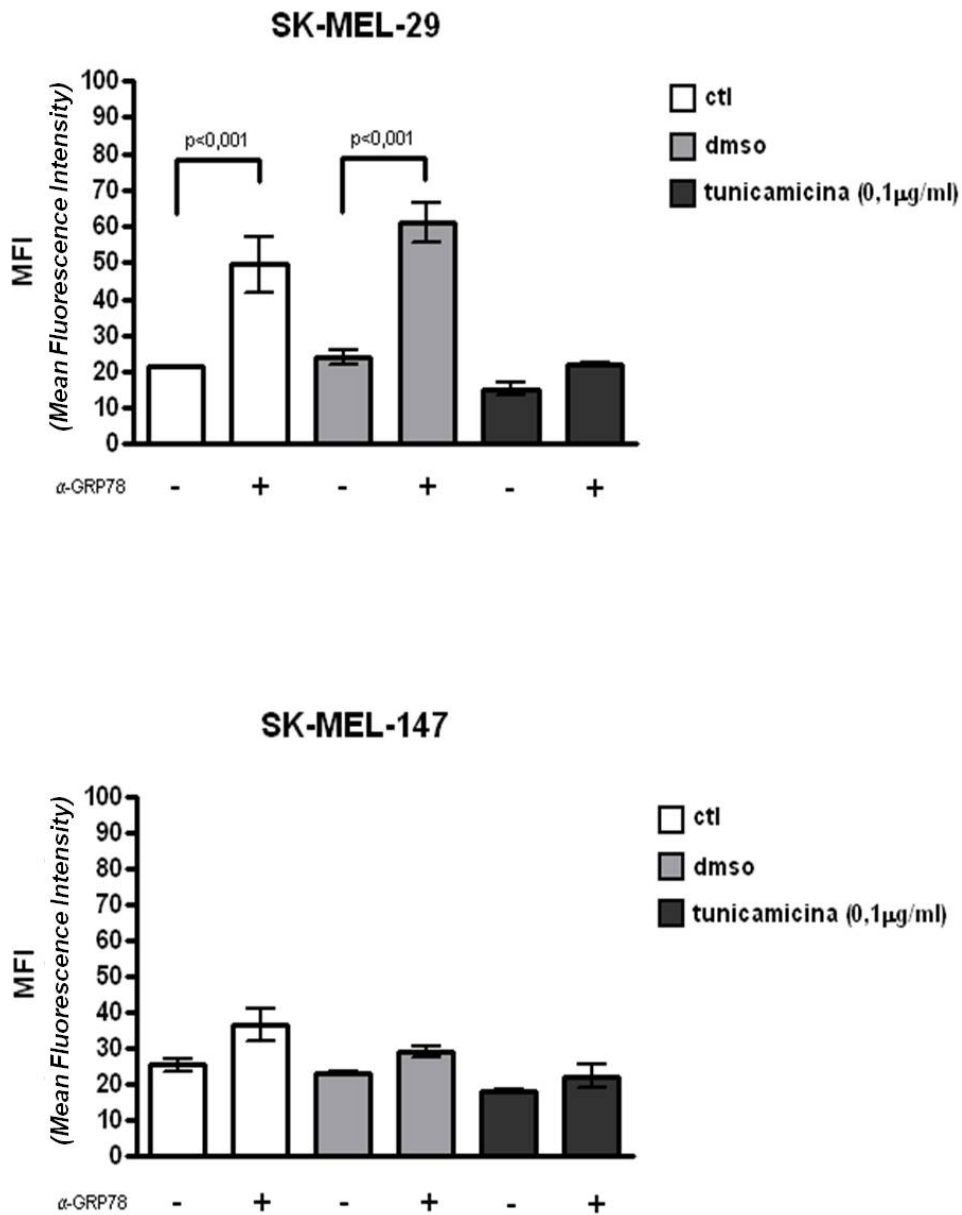 SK-MEL-29
MFI
(Mean Fluorescence Intensity)
100
90
80
70
60
50
40
30
20
10
0
p<0,001
p<0,001
ctl
dmso
tunicamicina (0,1µg/ml)
α-GRP78 - + - + - +
SK-MEL-147
MFI
(Mean Fluorescence Intensity)
100
90
80
70
60
50
40
30
20
10
0
ctl
dmso
tunicamicina (0,1µg/ml)
α-GRP78 - + - + - +